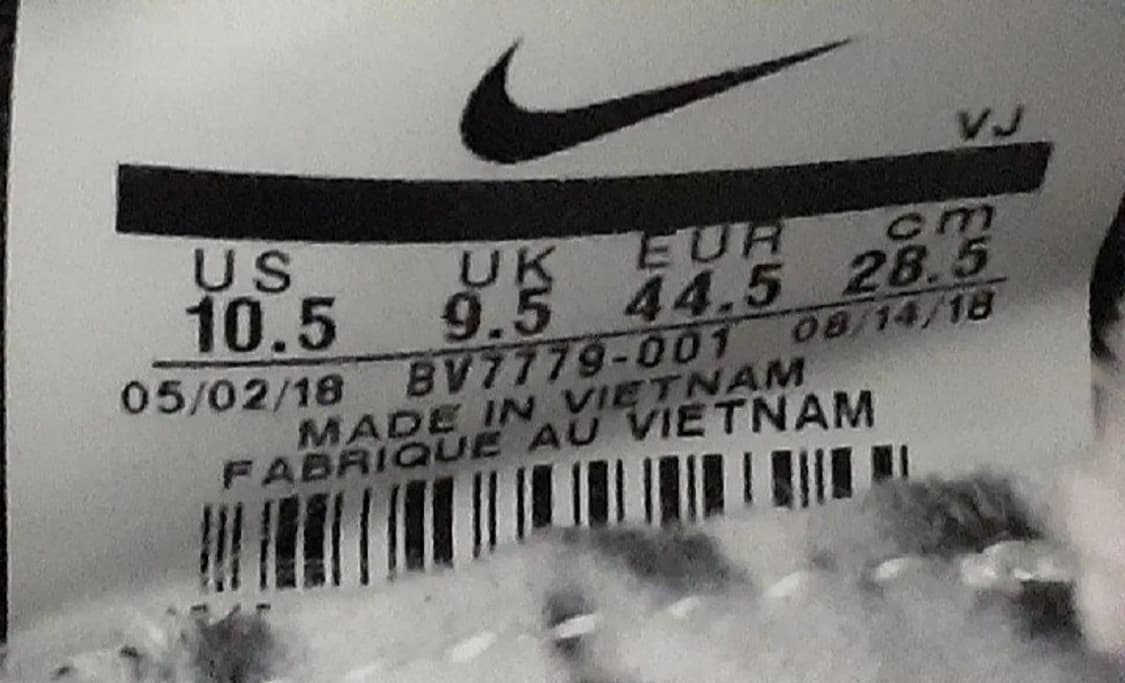 VJ
US UK EUR cm
10.5 9.5 44.5 28.5
05/02/18 BV7779-001 08/14/18
MADE IN VIETNAM
FABRIQUE AU VIETNAM